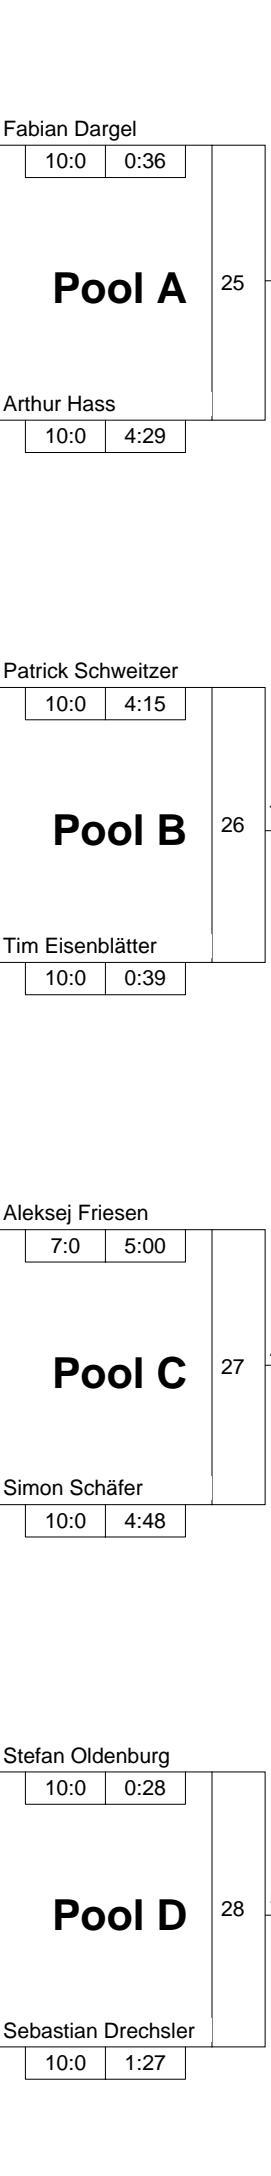 Fabian Dargel
10:0 0:36
Pool A
25
Arthur Hass
10:0 4:29
Patrick Schweitzer
10:0 4:15
Pool B
26
Tim Eisenblätter
10:0 0:39
Aleksej Friesen
7:0 5:00
Pool C
27
Simon Schäfer
10:0 4:48
Stefan Oldenburg
10:0 0:28
Pool D
28
Sebastian Drechsler
10:0 1:27